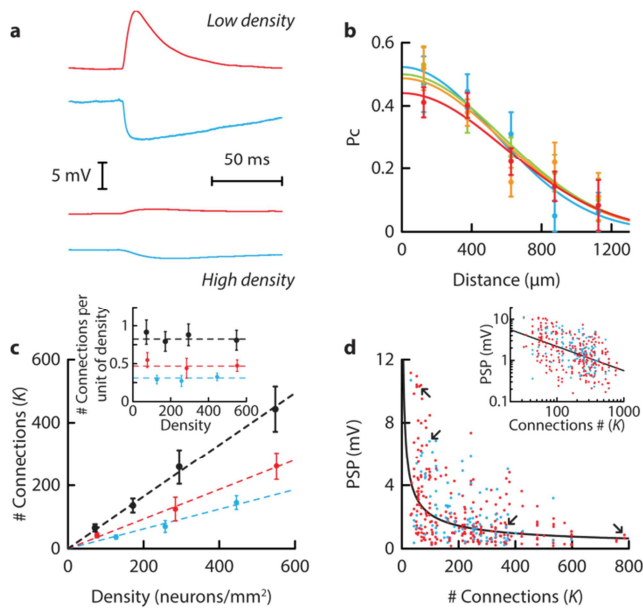 a
Low density
5 mV
50 ms
High density
b
0.6
0.4
0.2
0
Pc
0
400
800
1200
Distance (μm)
c
# Connections per
unit of density
1
0.5
0
0
200
400
600
Density
600
400
200
0
# Connections (K)
0
200
400
600
Density (neurons/mm²)
d
PSP (mV)
10
1
100
1000
Connections # (K)
12
8
4
0
PSP (mV)
0
200
400
600
800
# Connections (K)